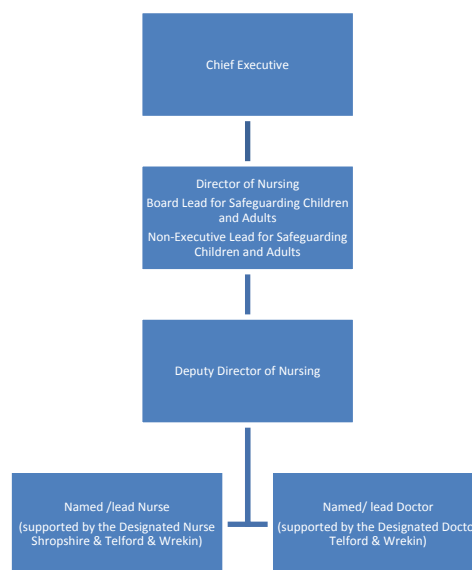 Chief Executive
Director of Nursing
Board Lead for Safeguarding Children
and Adults
Non-Executive Lead for Safeguarding
Children and Adults
Deputy Director of Nursing
Named /lead Nurse
(supported by the Designated Nurse
Shropshire & Telford & Wrekin)
Named/ lead Doctor
(supported by the Designated Docto
Telford & Wrekin)